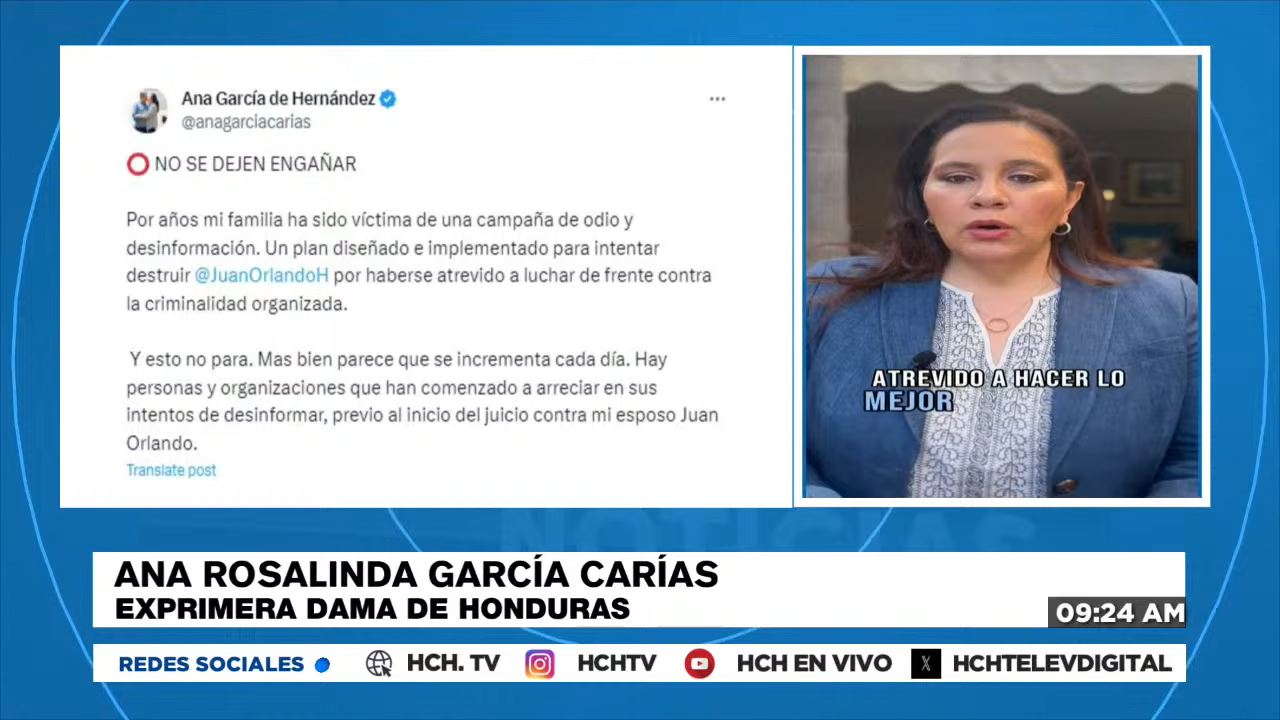 Ana García de Hernández
@anagarciacarias
NO SE DEJEN ENGAÑAR
Por años mi familia ha sido víctima de una campaña de odio y
desinformación. Un plan diseñado e implementado para intentar
destruir @JuanOrlandoH por haberse atrevido a luchar de frente contra
la criminalidad organizada.
Y esto no para. Mas bien parece que se incrementa cada día. Hay
personas y organizaciones que han comenzado a arreciar en sus
intentos de desinformar, previo al inicio del juicio contra mi esposo Juan
Orlando.
Translate post
ATREVIDO A HACER LO
MEJOR
NOTICIAS
ANA ROSALINDA GARCÍA CARÍAS
EXPRIMERA DAMA DE HONDURAS
09:24 AM
REDES SOCIALES HCH. TV HCHTV HCH EN VIVO X HCHTELEVDIGITAL